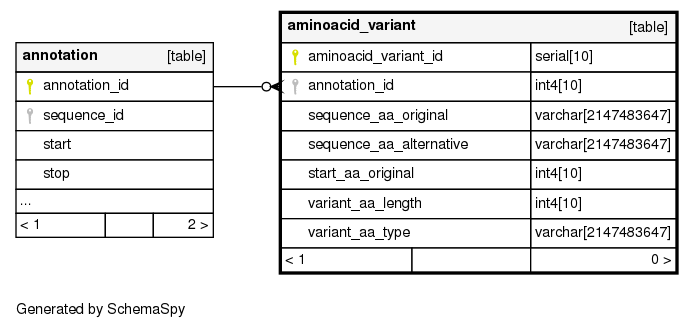 annotation [table]
annotation_id
sequence_id
start
stop
...
< 1 2 >
aminoacid_variant [table]
aminoacid_variant_id serial[10]
annotation_id int4[10]
sequence_aa_original varchar[2147483647]
sequence_aa_alternative varchar[2147483647]
start_aa_original int4[10]
variant_aa_length int4[10]
variant_aa_type varchar[2147483647]
< 1 0 >
Generated by SchemaSpy